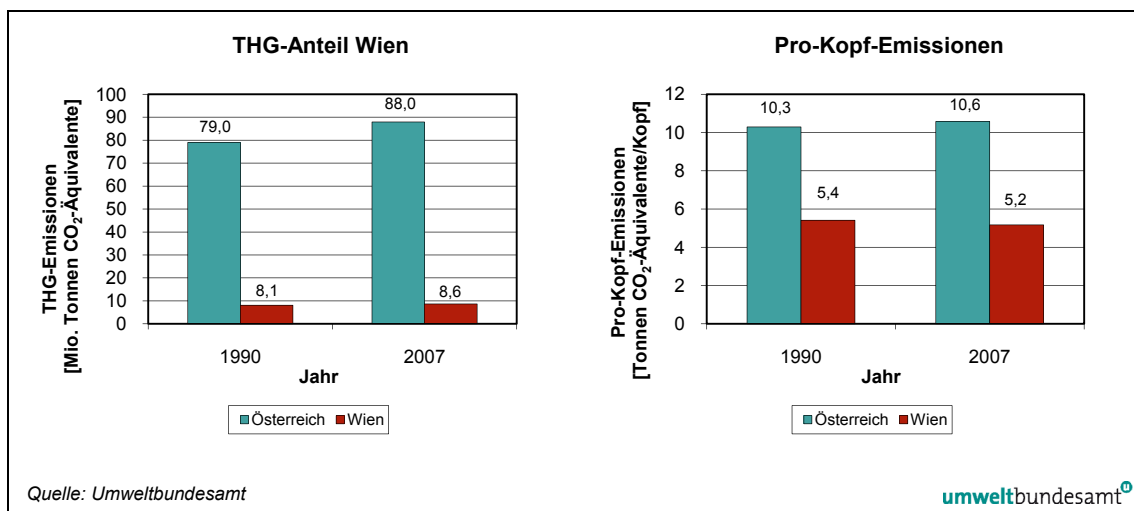 THG-Anteil Wien
THG-Emissionen
[Mio. Tonnen CO₂-Äquivalente]
100
90
80
70
60
50
40
30
20
10
0
79,0
8,1
88,0
8,6
1990
2007
Jahr
Österreich
Wien
Pro-Kopf-Emissionen
Pro-Kopf-Emissionen
[Tonnen CO₂-Äquivalente/Kopf]
12
10
8
6
4
2
0
10,3
5,4
10,6
5,2
1990
2007
Jahr
Österreich
Wien
Quelle: Umweltbundesamt
umweltbundesamt u